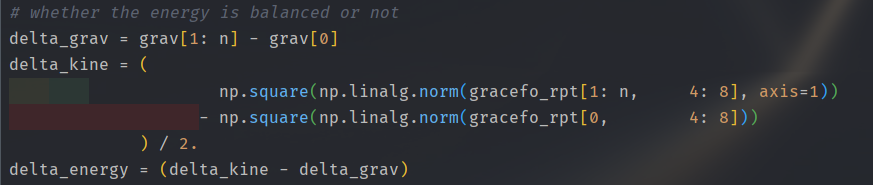 # whether the energy is balanced or not
delta_grav = grav[1: n] - grav[0]
delta_kine = (
np.square(np.linalg.norm(gracefo_rpt[1: n, 4: 8], axis=1))
- np.square(np.linalg.norm(gracefo_rpt[0, 4: 8]))
) / 2.
delta_energy = (delta_kine - delta_grav)